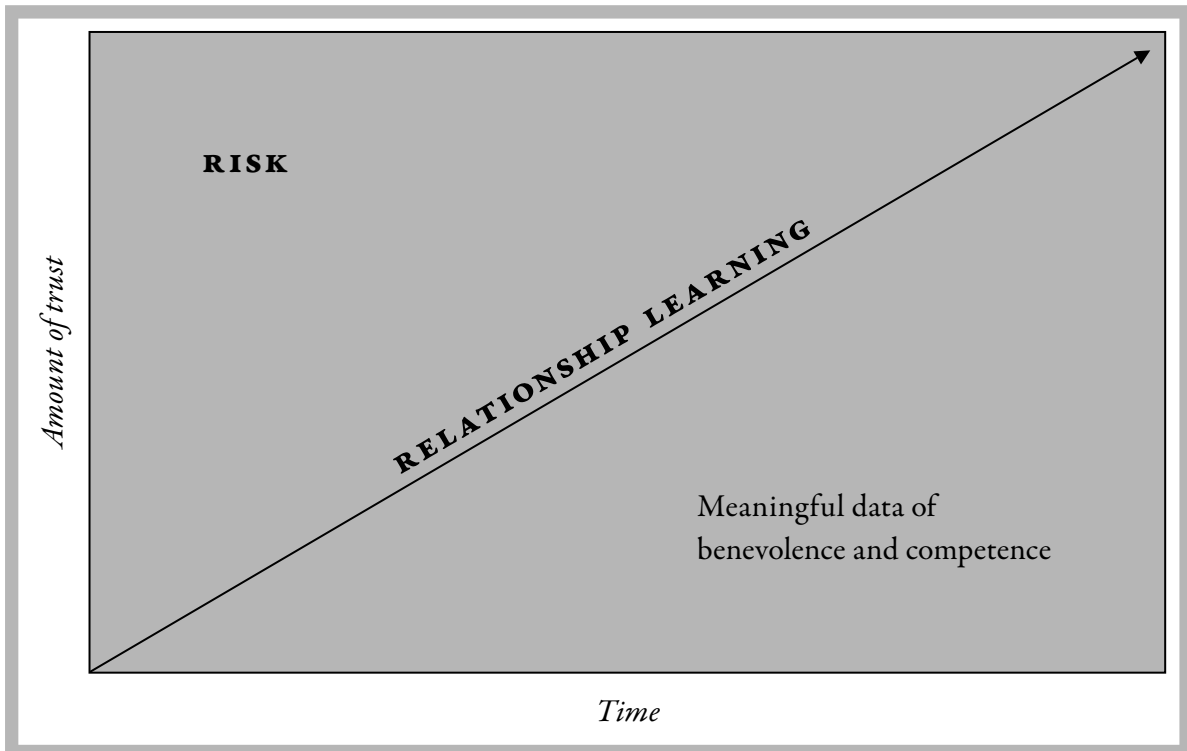 RISK
RELATIONSHIP LEARNING
Amount of trust
Meaningful data of
benevolence and competence
Time